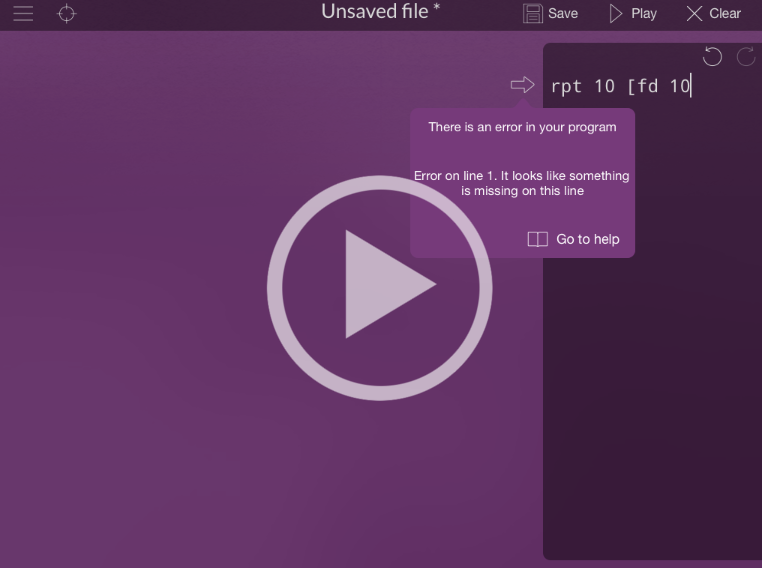 Unsaved file *
Save
Play
Clear
rpt 10 [fd 10
There is an error in your program
Error on line 1. It looks like something
is missing on this line
Go to help